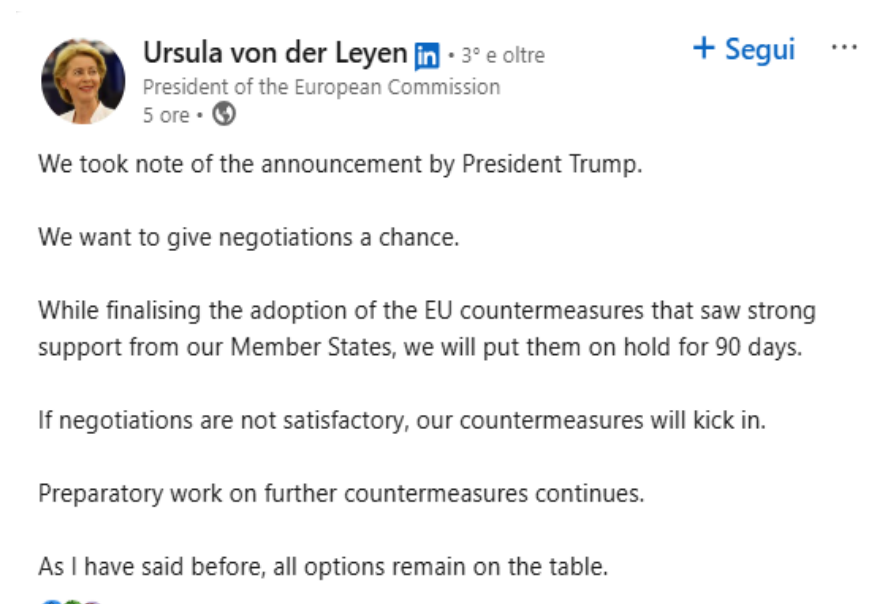 Ursula von der Leyen in • 3° e oltre
+ Segui ...
President of the European Commission
5 ore •
We took note of the announcement by President Trump.
We want to give negotiations a chance.
While finalising the adoption of the EU countermeasures that saw strong
support from our Member States, we will put them on hold for 90 days.
If negotiations are not satisfactory, our countermeasures will kick in.
Preparatory work on further countermeasures continues.
As I have said before, all options remain on the table.